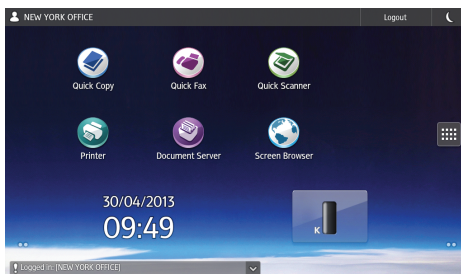 NEW YORK OFFICE Logout
Quick Copy Quick Fax Quick Scanner
Printer Document Server Screen Browser
30/04/2013
09:49
K
Logged in: [NEW YORK OFFICE]